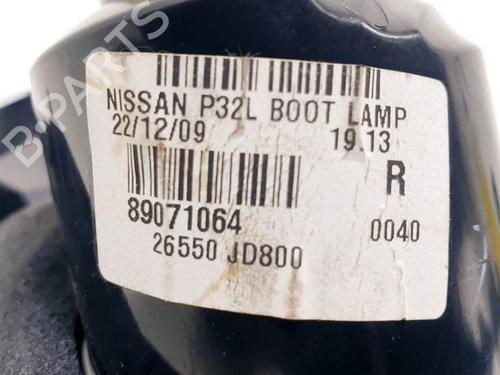 NISSAN P32L BOOT LAMP
22/12/09 19.13
R
89071064 0040
26550 JD800
B-PARTS